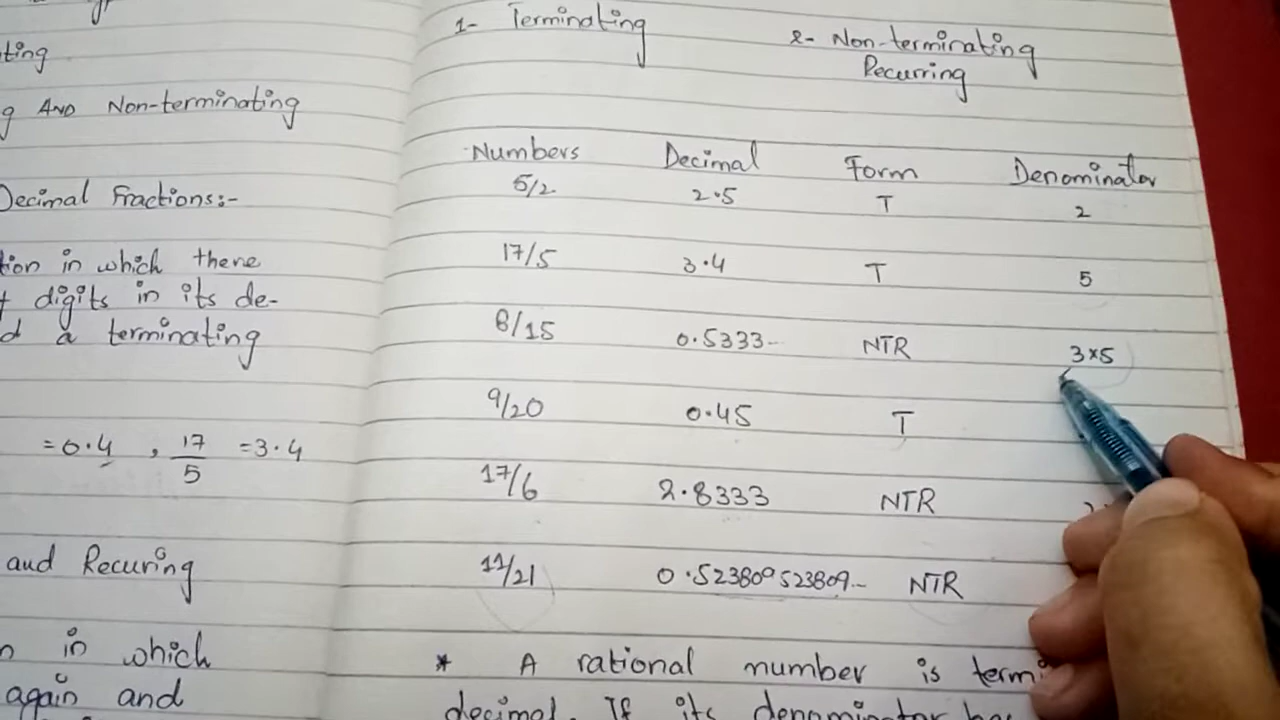 ting
g AND Non-terminating
Decimal Fractions:-
tion in which there
f digits in its de-
d a terminating
=0.4 , 17/5 =3.4
and Recuring
n in which
again and
1- Terminating
2- Non-terminating
Recurring
Numbers Decimal Form Denominator
5/2 2.5 T 2
17/5 3.4 T 5
8/15 0.5333-- NTR 3×5
9/20 0.45 T
17/6 2.8333 NTR
11/21 0.523809523809-- NTR
* A rational number is termi
decimal. If its denominator has